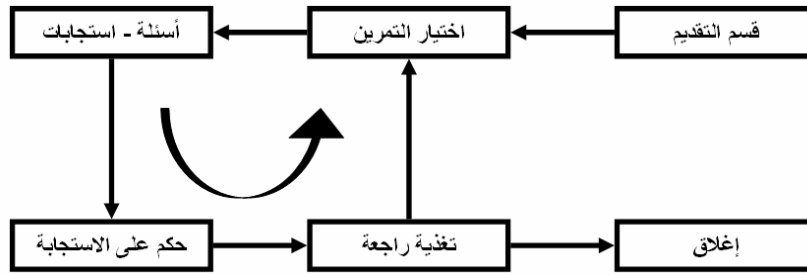 قسم التقديم
اختيار التمرين
أسئلة - استجابات
حكم على الاستجابة
تغذية راجعة
إغلاق